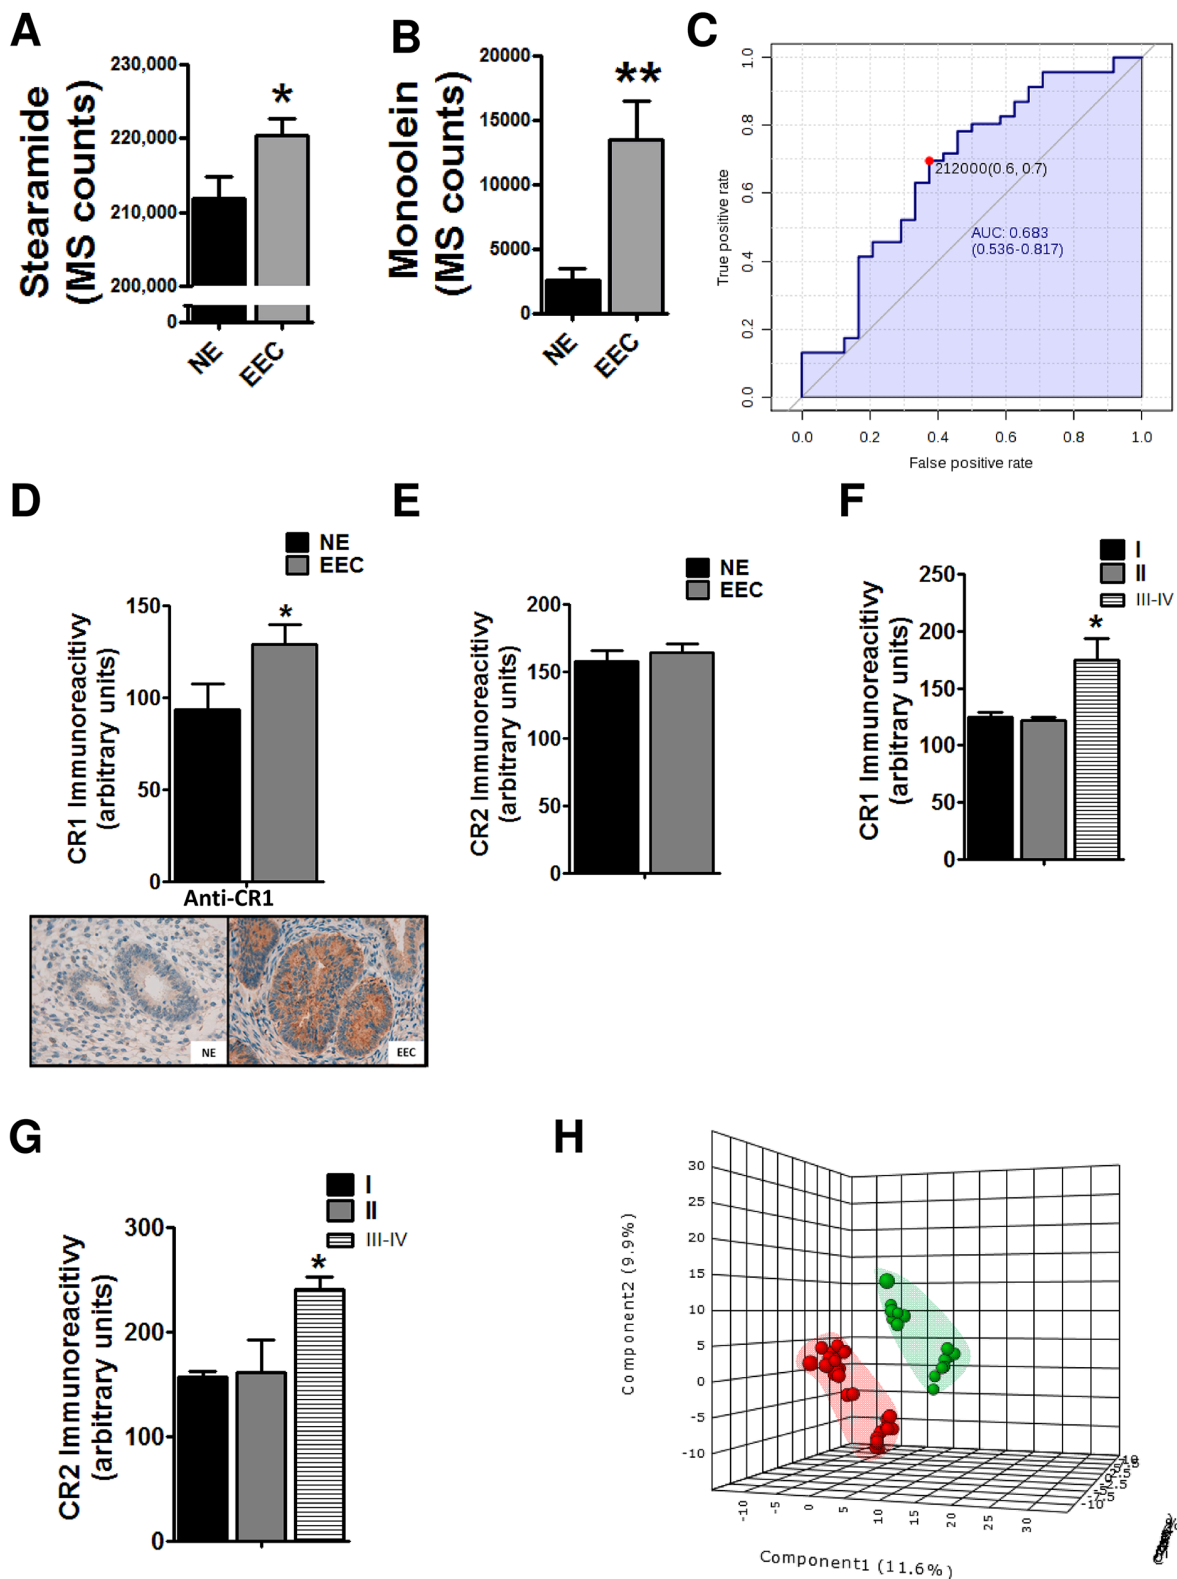 A
Stearamide
(MS counts)
230,000
220,000
210,000
200,000
0
*
NE
EEC
B
Monoolein
(MS counts)
20000
15000
10000
5000
0
**
NE
EEC
C
True positive rate
1.0
0.8
0.6
0.4
0.2
0.0
212000(0.6, 0.7)
AUC: 0.683
(0.536-0.817)
0.0 0.2 0.4 0.6 0.8 1.0
False positive rate
D
NE
EEC
CR1 Immunoreacitivy
(arbitrary units)
150
100
50
0
*
Anti-CR1
NE
EEC
E
NE
EEC
CR2 Immunoreacitivy
(arbitrary units)
200
150
100
50
0
F
I
II
III-IV
CR1 Immunoreacitivy
(arbitrary units)
250
200
150
100
50
0
*
G
I
II
III-IV
CR2 Immunoreacitivy
(arbitrary units)
300
200
100
0
*
H
Component2 (9.9%)
30
25
20
15
10
5
0
-5
-10
-10 -5 0 5 10 15 20 25 30
Component1 (11.6%)